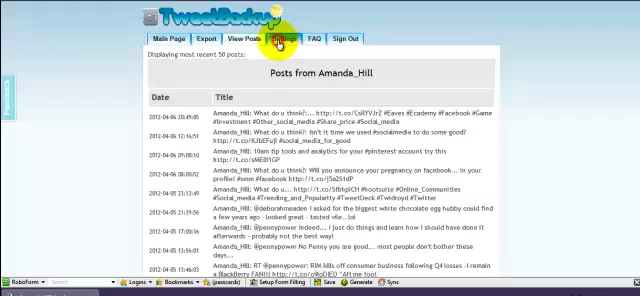 TweetBackup
Main Page
Export
View Posts
Settings
FAQ
Sign Out
Displaying most recent 50 posts:
Feedback
Posts from Amanda_Hill
Date
Title
2012-04-06 20:49:05
Amanda_Hill: What do u think?:... http://t.co/CsRYVJrZ #Eaves #Ecademy #Facebook #Game
#Investment #Other_social_media #Share_price #Social_media
2012-04-06 12:16:51
Amanda_Hill: What do u think?: Isn't it time we used #socialmedia to do some good?
#social_media_for_good
2012-04-06 09:00:10
Amanda_Hill: 10am tip tools and analytics for your #pinterest account try this
http://t.co/sME0l1GP
2012-04-06 08:00:52
Amanda_Hill: What do u think?: Will you announce your pregnancy on facebook... in your
profile! #smm #facebook http://t.co/j5a2S1dP
2012-04-05 23:13:49
Amanda_Hill: What do u... http://t.co/SfbhpiCH #hootsuite #Online_Communities
#Social_media #Trending_and_Popularity #TweetDeck #Twidroyd #Twitter
2012-04-05 21:39:56
Amanda_Hill: @deborahmeaden I asked for the biggest white chocolate egg hubby could find
a few years ago - looked great - tasted vile..lol
2012-04-05 17:00:36
Amanda_Hill: @pennypower Indeed... I just do things and learn how I should have done it
afterwards - probably not the best way!
2012-04-05 13:56:01
Amanda_Hill: @pennypower No Penny you are good... most people don't bother these
days...
2012-04-05 13:46:03
Amanda_Hill: RT @pennypower: RIM kills off consumer business following Q4 losses -I remain
a BlackBerry FAN!!! ^AH me too!
RoboForm
Search
Logins
Bookmarks
(passcards)
Setup Form Filling
Save
Generate
Sync